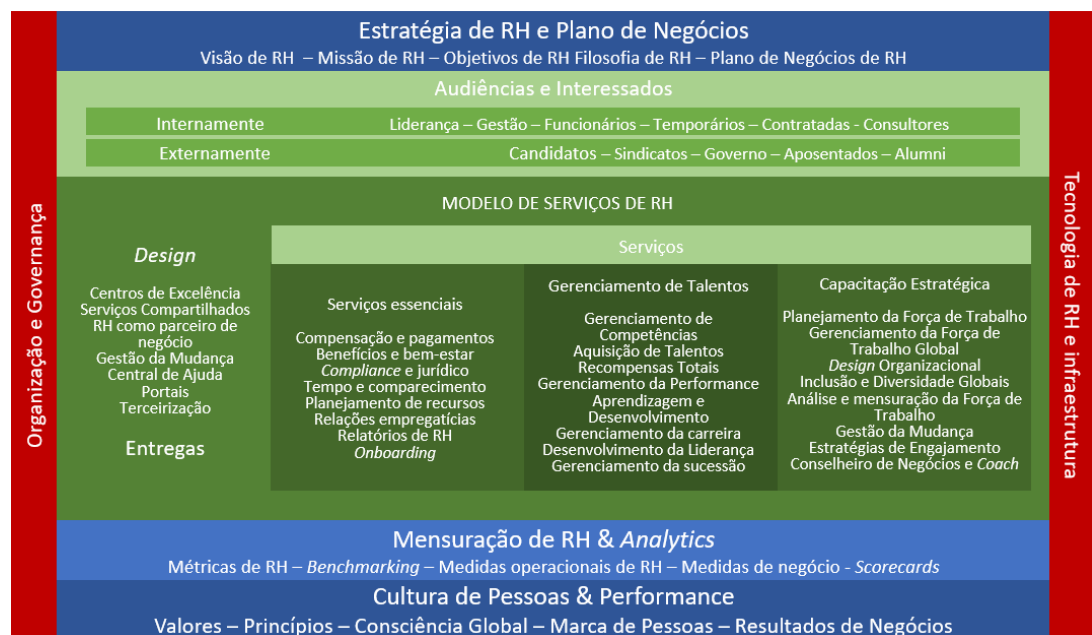 Estratégia de RH e Plano de Negócios
Visão de RH – Missão de RH – Objetivos de RH Filosofia de RH – Plano de Negócios de RH
Organização e Governança
Audiências e Interessados
Internamente
Liderança – Gestão – Funcionários – Temporários – Contratadas - Consultores
Externamente
Candidatos – Sindicatos – Governo – Aposentados – Alumni
MODELO DE SERVIÇOS DE RH
Design
Centros de Excelência
Serviços Compartilhados
RH como parceiro de
negócio
Gestão da Mudança
Central de Ajuda
Portais
Terceirização
Entregas
Serviços
Serviços essenciais
Compensação e pagamentos
Benefícios e bem-estar
Compliance e jurídico
Tempo e comparecimento
Planejamento de recursos
Relações empregatícias
Relatórios de RH
Onboarding
Gerenciamento de Talentos
Gerenciamento de
Competências
Aquisição de Talentos
Recompensas Totais
Gerenciamento da Performance
Aprendizagem e
Desenvolvimento
Gerenciamento da carreira
Desenvolvimento da Liderança
Gerenciamento da sucessão
Capacitação Estratégica
Planejamento da Força de Trabalho
Gerenciamento da Força de
Trabalho Global
Design Organizacional
Inclusão e Diversidade Globais
Análise e mensuração da Força de
Trabalho
Gestão da Mudança
Estratégias de Engajamento
Conselheiro de Negócios e Coach
Tecnologia de RH e infraestrutura
Mensuração de RH & Analytics
Métricas de RH – Benchmarking – Medidas operacionais de RH – Medidas de negócio - Scorecards
Cultura de Pessoas & Performance
Valores – Princípios – Consciência Global – Marca de Pessoas – Resultados de Negócios